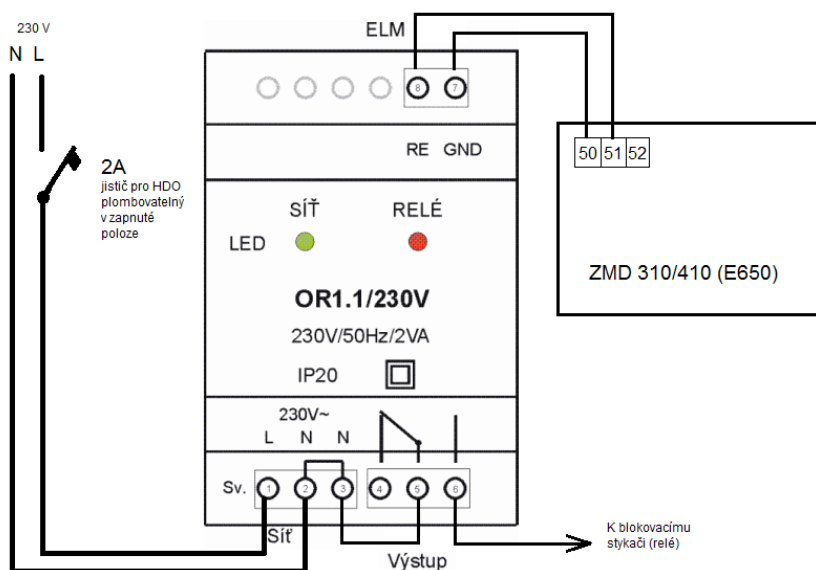 230 V
N L
2A
jistič pro HDO
plombovatelný
v zapnuté
poloze
ELM
8 7
RE GND
SÍŤ RELÉ
LED
OR1.1/230V
230V/50Hz/2VA
IP20
230V~
L N N
Sv. 1 2 3 4 5 6
Síť
Výstup
50 51 52
ZMD 310/410 (E650)
K blokovacímu
stykači (relé)